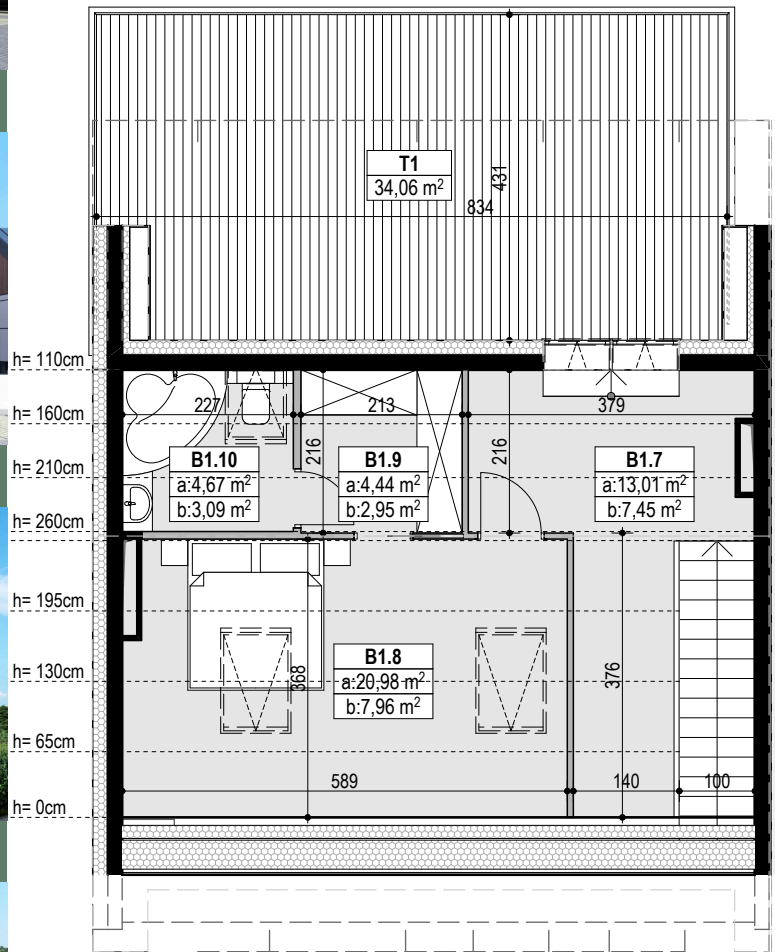 T1
34,06 m²
431
834
h= 110cm
h= 160cm
227
213
379
h= 210cm
216
216
B1.10
a:4,67 m²
b:3,09 m²
B1.9
a:4,44 m²
b:2,95 m²
B1.7
a:13,01 m²
b:7,45 m²
h= 260cm
h= 195cm
B1.8
a:20,98 m²
b:7,96 m²
368
376
h= 130cm
h= 65cm
589
140
100
h= 0cm